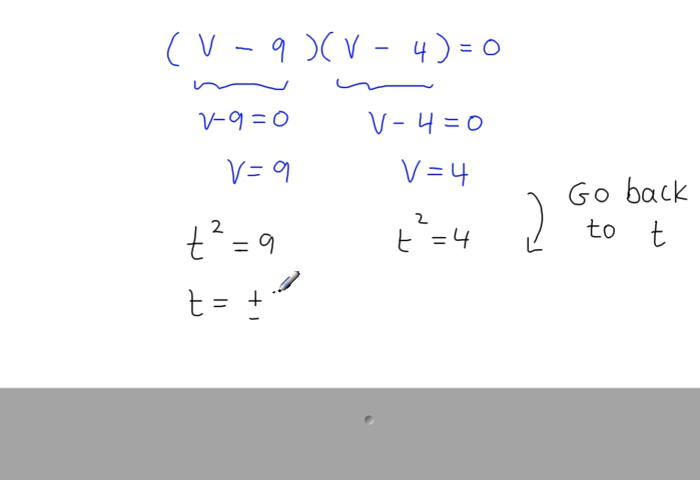 (v - 9)(v - 4) = 0
v-9=0 v-4=0
v=9 v=4
t² = 9 t² = 4
Go back
to t
t = ±